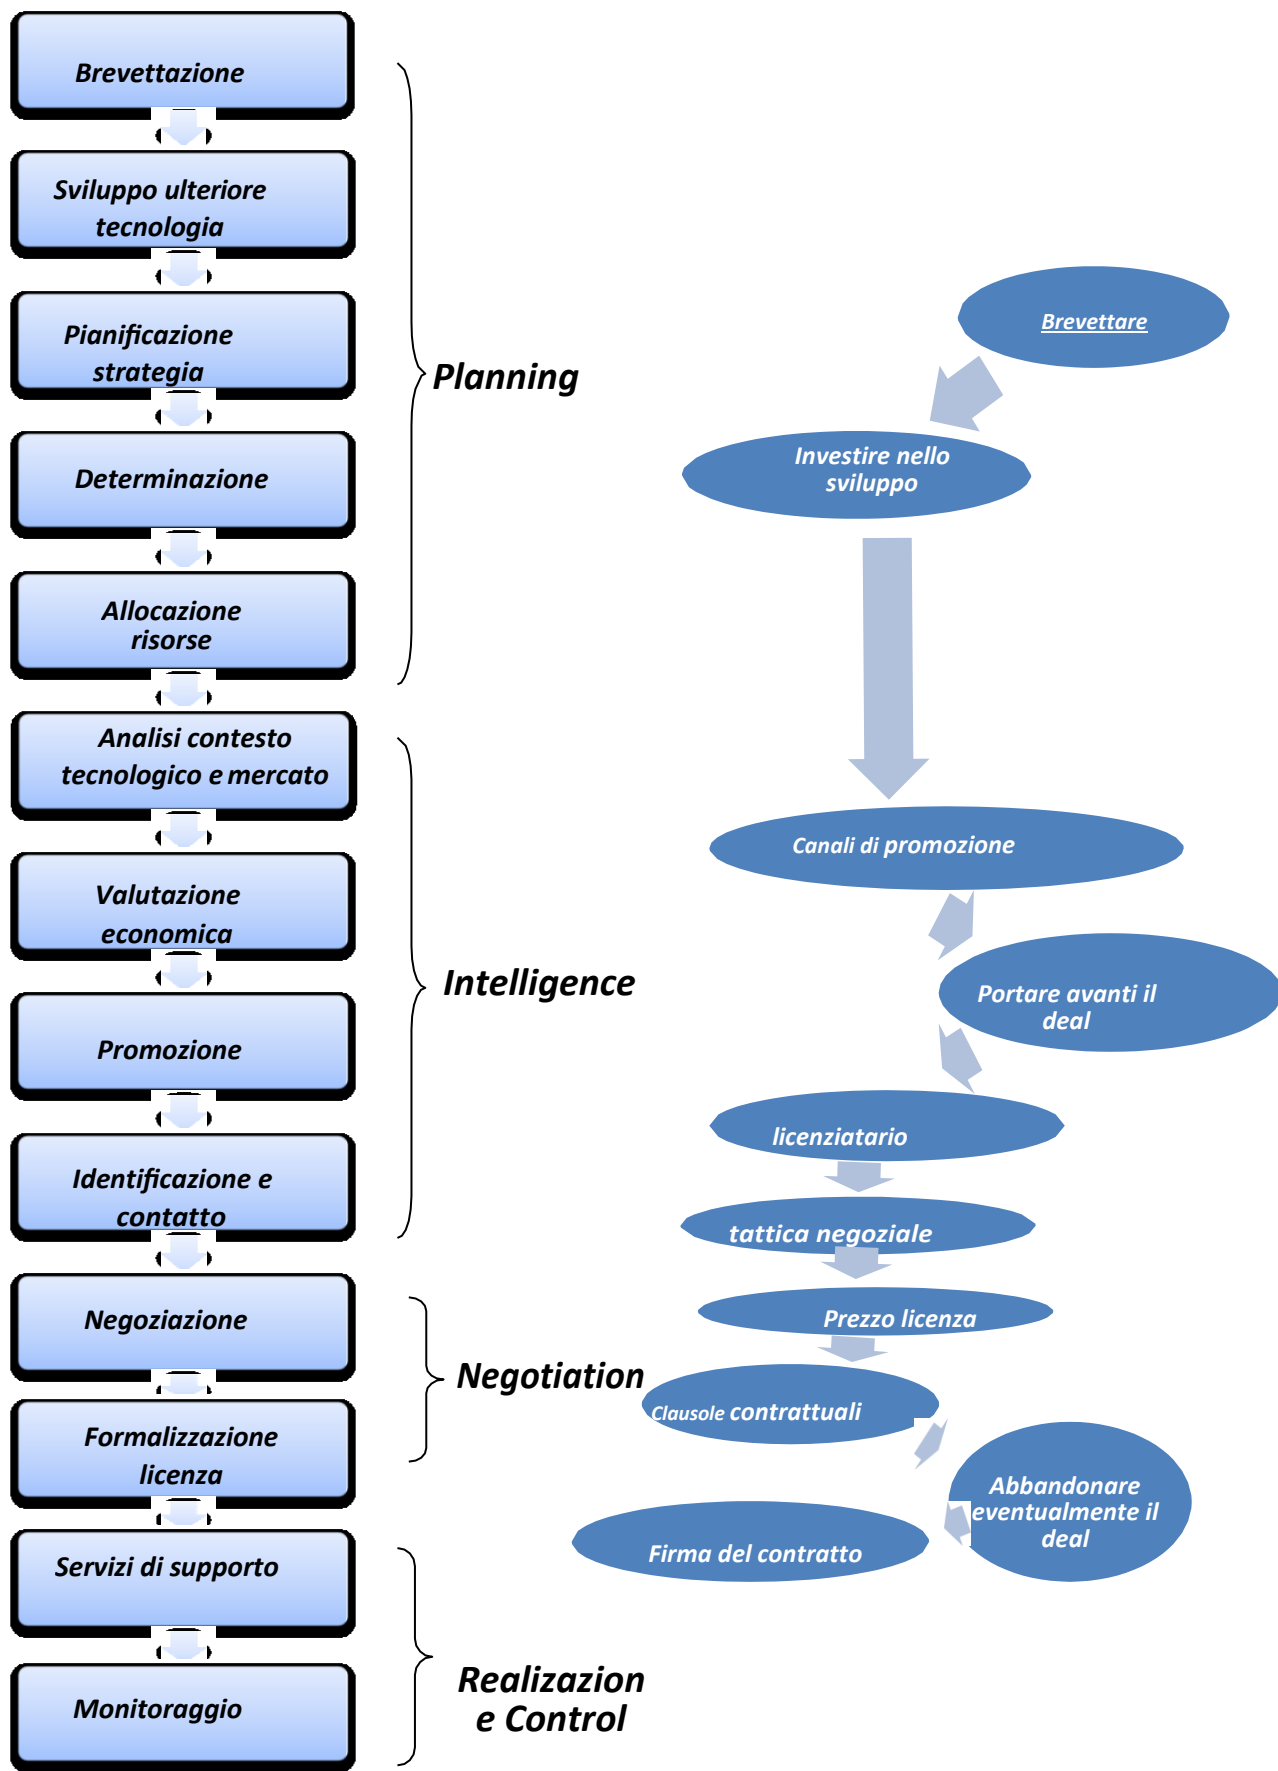 Brevettazione
Sviluppo ulteriore
tecnologia
Pianificazione
strategia
Determinazione
Allocazione
risorse
Analisi contesto
tecnologico e mercato
Valutazione
economica
Promozione
Identificazione e
contatto
Negoziazione
Formalizzazione
licenza
Servizi di supporto
Monitoraggio
Planning
Intelligence
Negotiation
Realizazion
e Control
Brevettare
Investire nello
sviluppo
Canali di promozione
Portare avanti il
deal
licenziatario
tattica negoziale
Prezzo licenza
Clausole contrattuali
Abbandonare
eventualmente il
deal
Firma del contratto